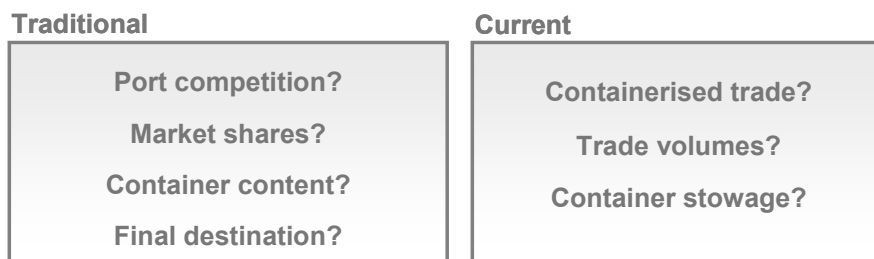 Traditional
Port competition?
Market shares?
Container content?
Final destination?
Current
Containerised trade?
Trade volumes?
Container stowage?